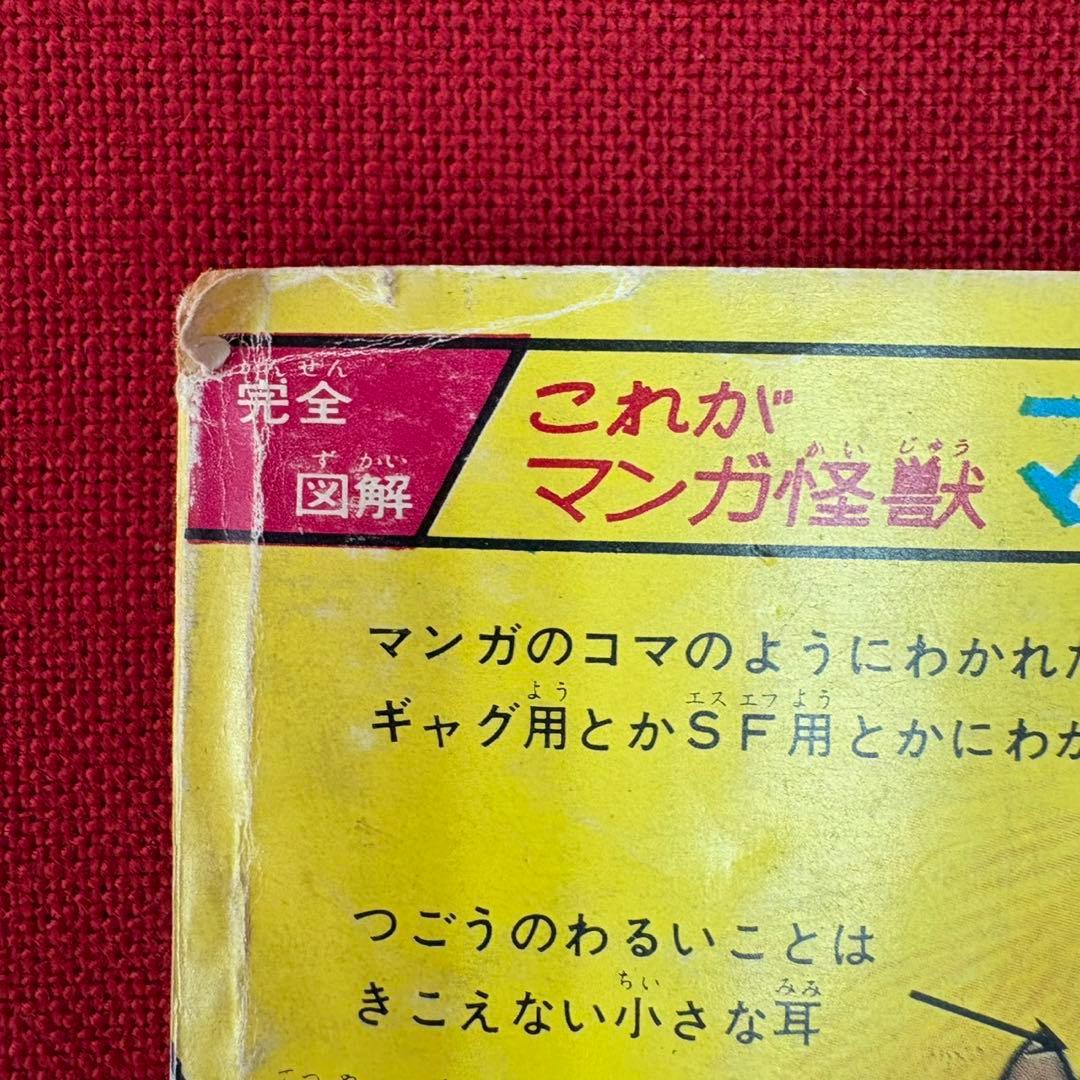 完全
図解
これが
マンガ怪獣 マ
マンガのコマのようにわかれた
ギャグ用とかSF用とかにわか
つごうのわるいことは
きこえない小さな耳